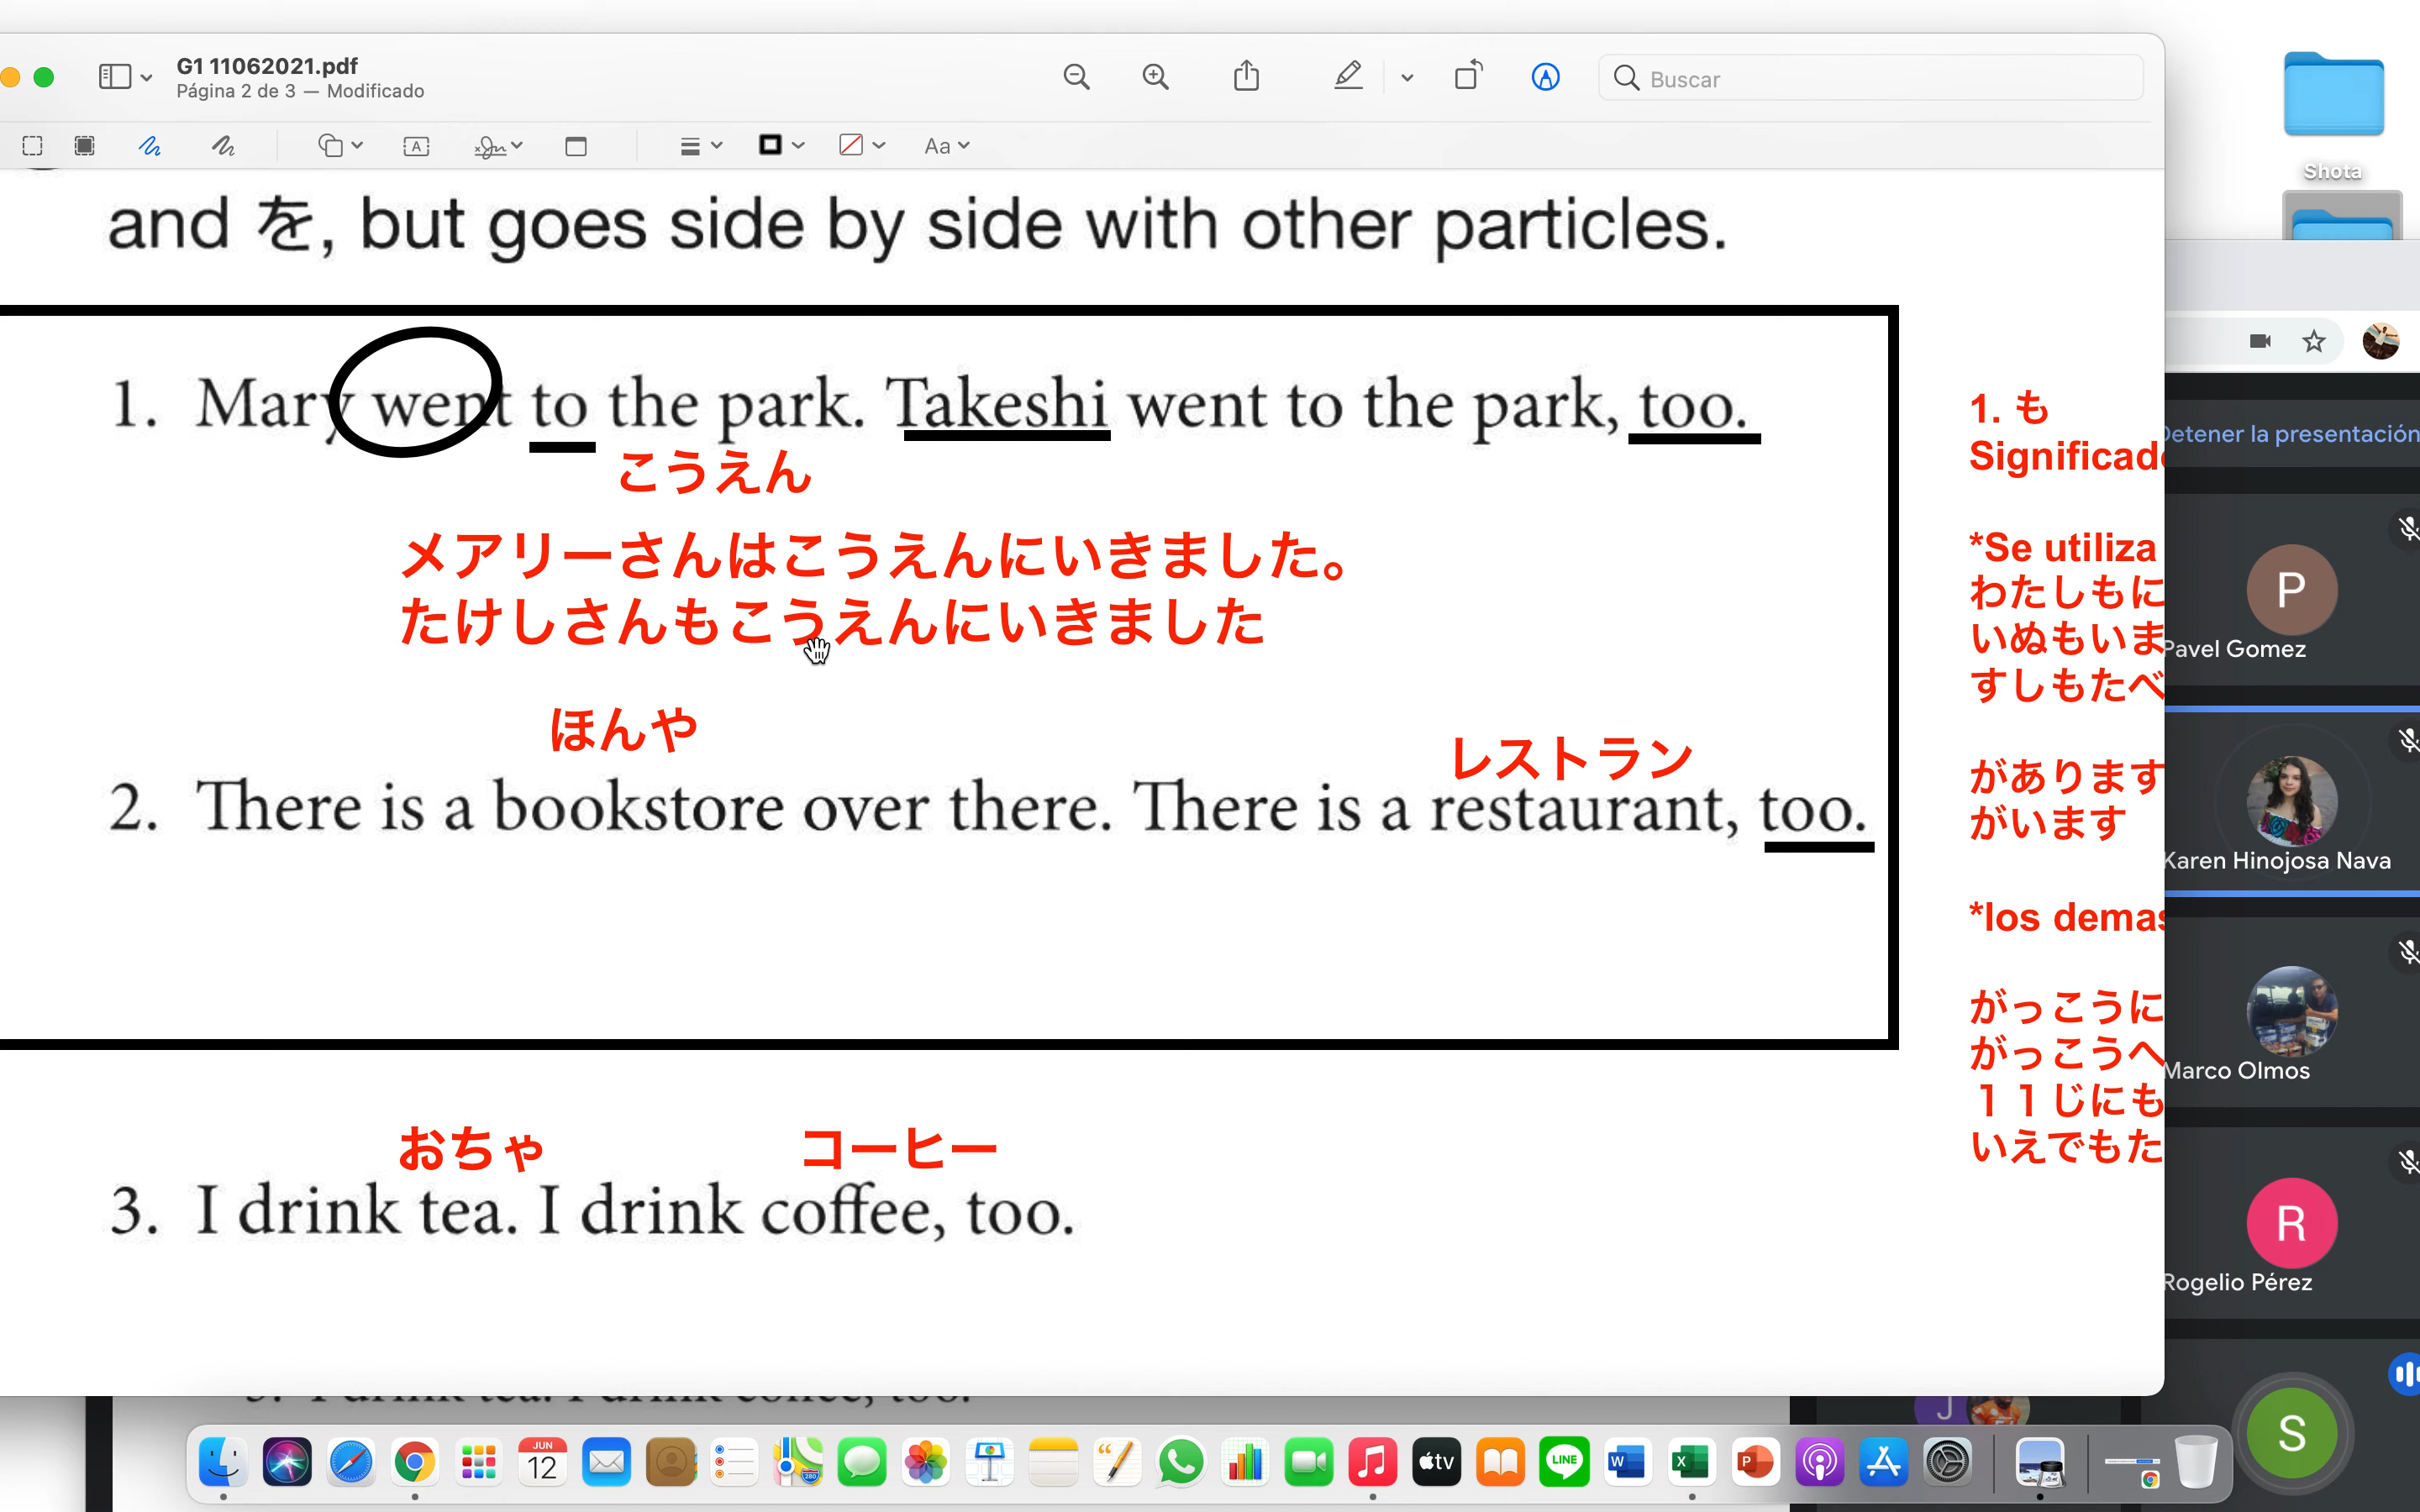 G1 11062021.pdf
Página 2 de 3 — Modificado
Buscar
A
Aa
Shota
and を, but goes side by side with other particles.
1. Mary went to the park. Takeshi went to the park, too.
こうえん
メアリーさんはこうえんにいきました。
たけしさんもこうえんにいきました
ほんや
レストラン
2. There is a bookstore over there. There is a restaurant, too.
おちゃ
コーヒー
3. I drink tea. I drink coffee, too.
1. も
Significad
*Se utiliza
わたしもに
いぬもいま
すしもたべ
があります
がいます
*los demas
がっこうに
がっこうへ
１１じにも
いえでもた
Detener la presentación
P
Pavel Gomez
Karen Hinojosa Nava
Marco Olmos
R
Rogelio Pérez
S
J
JUN
12
280
tv
LINE
W
X
P